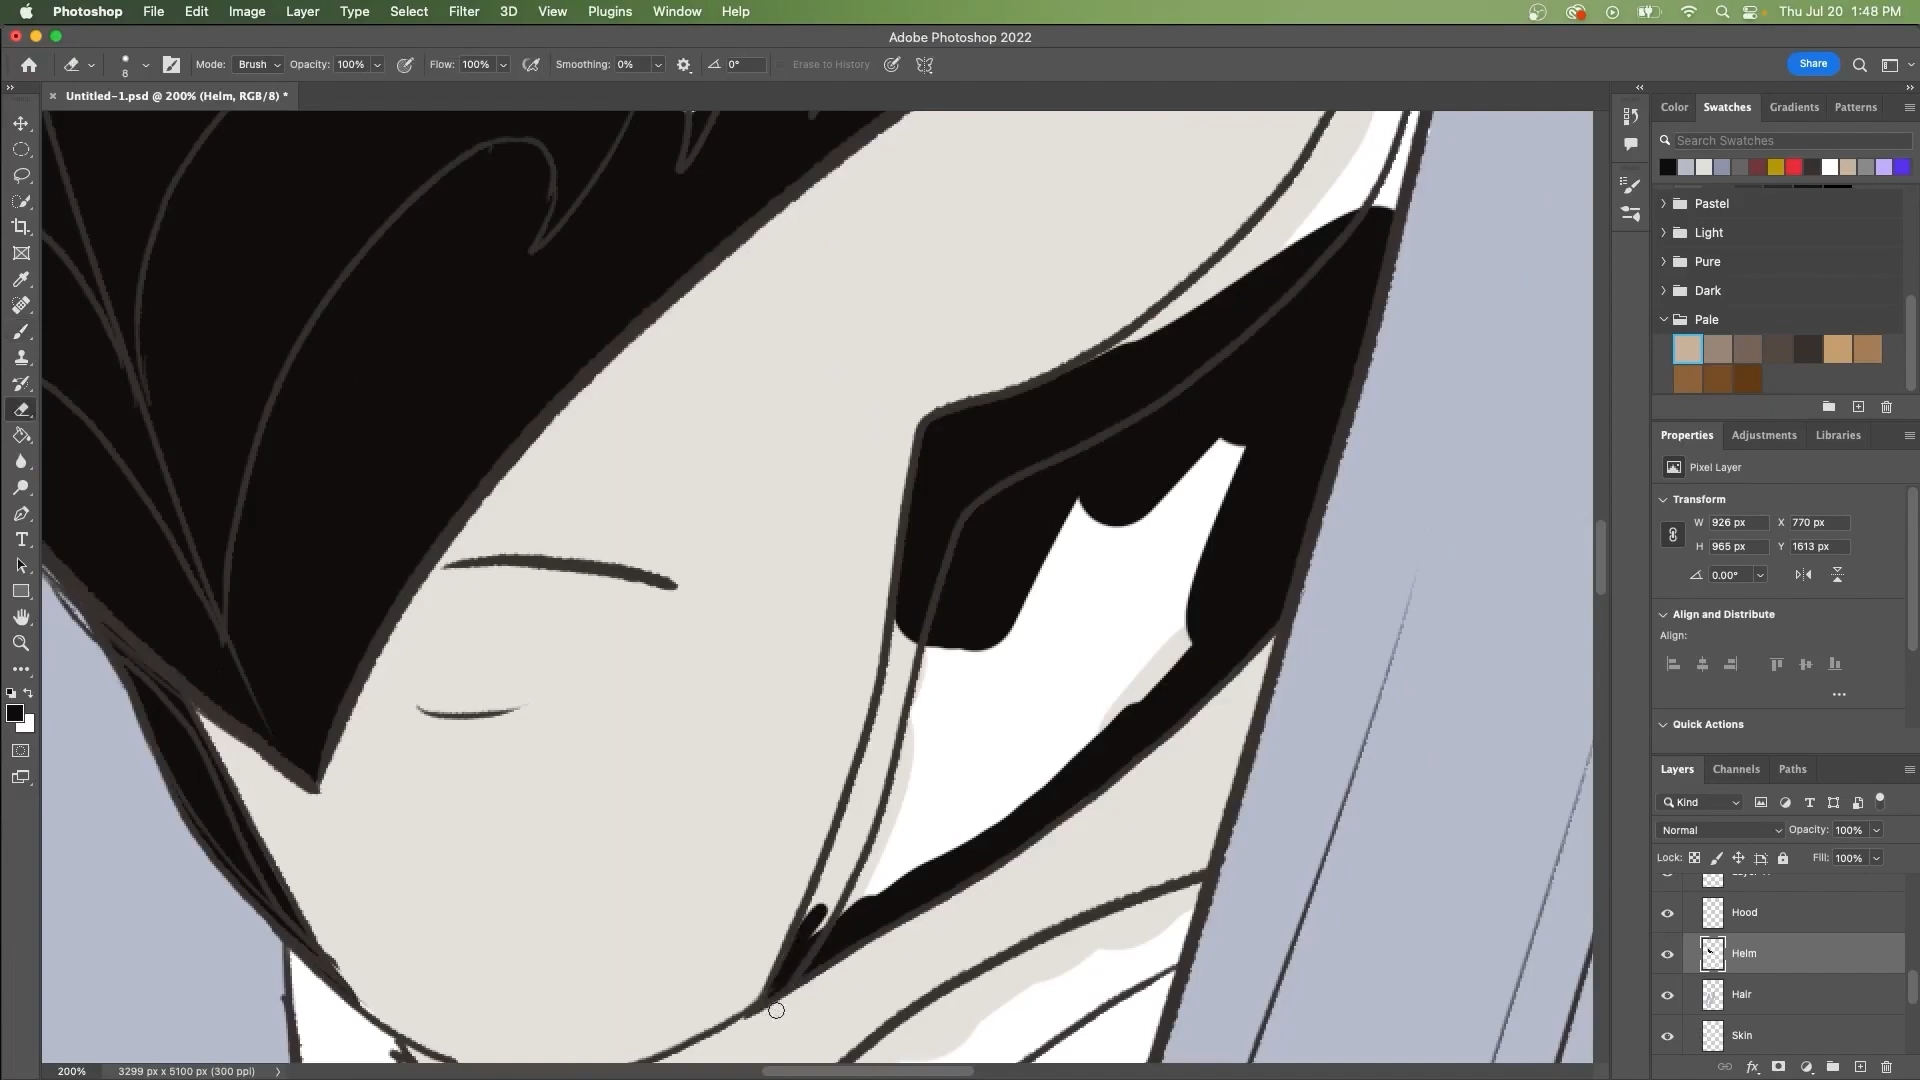 Photoshop File Edit Image Layer Type Select Filter 3D View Plugins Window Help Thu Jul 20 1:48 PM
Adobe Photoshop 2022
8 Mode: Brush Opacity: 100% Flow: 100% Smoothing: 0% 0° Erase to History Share
Untitled-1.psd @ 200% (Helm, RGB/8) *
Color Swatches Gradients Patterns
Search Swatches
Pastel
Light
Pure
Dark
Pale
Properties Adjustments Libraries
Pixel Layer
Transform
W 926 px X 770 px
H 965 px Y 1613 px
0.00°
Align and Distribute
Align:
Quick Actions
Layers Channels Paths
Kind
Normal Opacity: 100%
Lock: Fill: 100%
Hood
Helm
Hair
Skin
200% 3299 px x 5100 px (300 ppi)